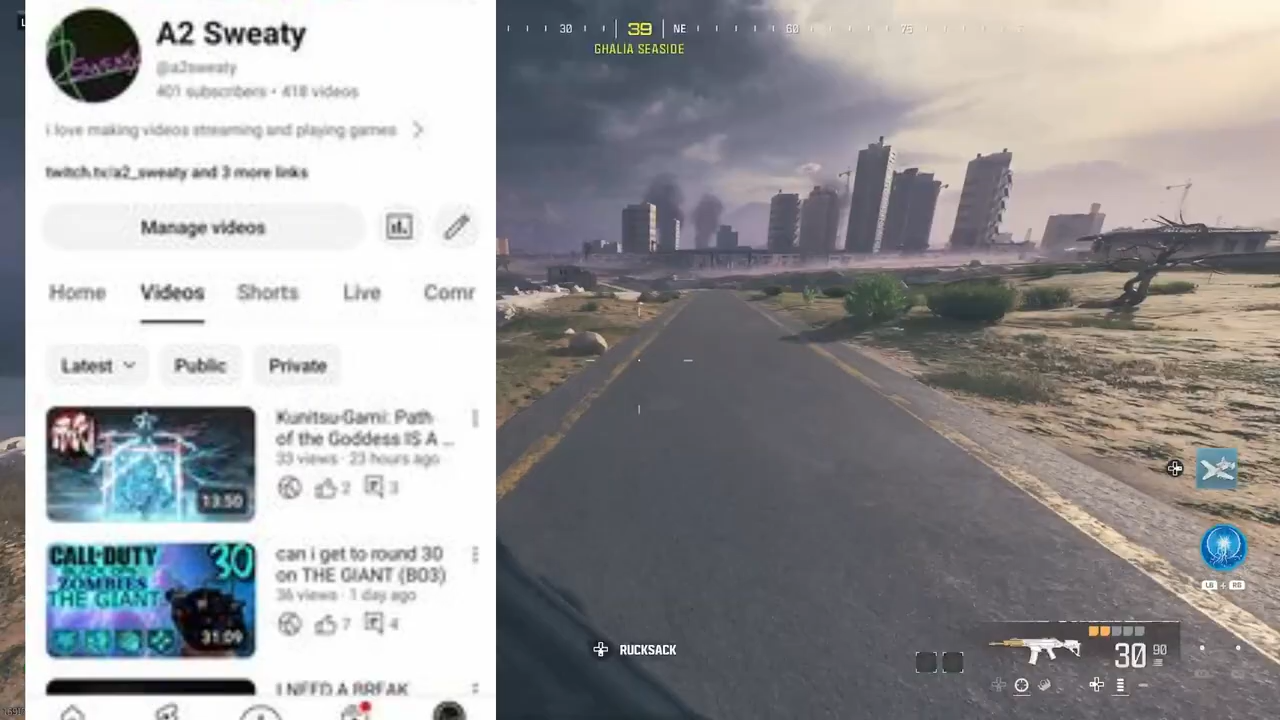 A2 Sweaty
@a2sweaty
401 subscribers • 418 videos
i love making videos streaming and playing games
twitch.tv/a2_sweaty and 3 more links
Manage videos
Home Videos Shorts Live Comr
Latest Public Private
Kunitsu-Gami: Path
of the Goddess IS A ...
33 views · 23 hours ago
2 3
13:50
can i get to round 30
on THE GIANT (BO3)
36 views · 1 day ago
7 4
CALL·DUTY 30
ZOMBIES
THE GIANT
31:09
I NEED A BREAK
30 39 NE 60 75
GHALIA SEASIDE
LB + RB
RUCKSACK
30 90